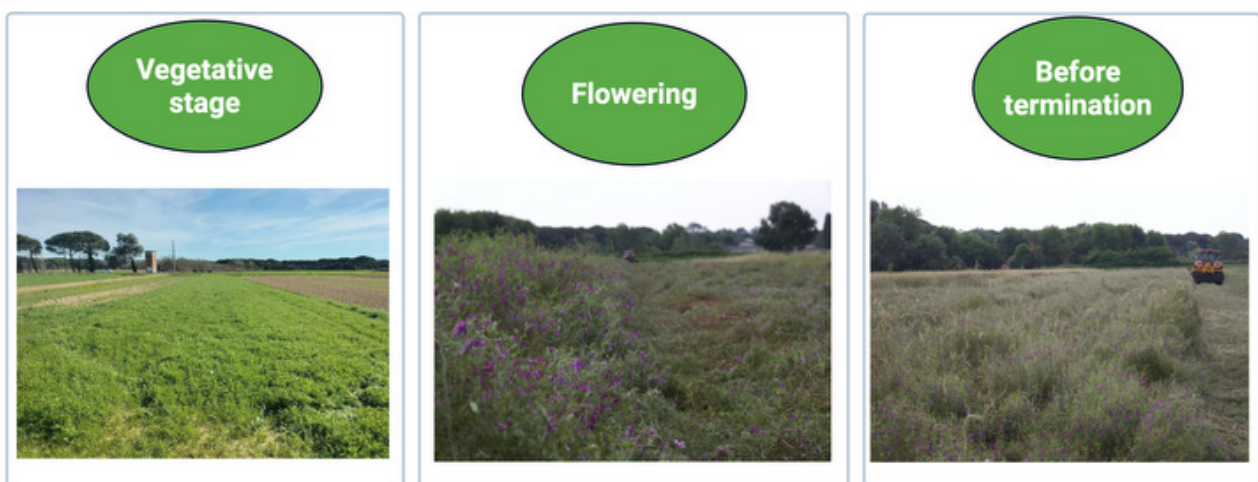 Vegetative
stage
Flowering
Before
termination